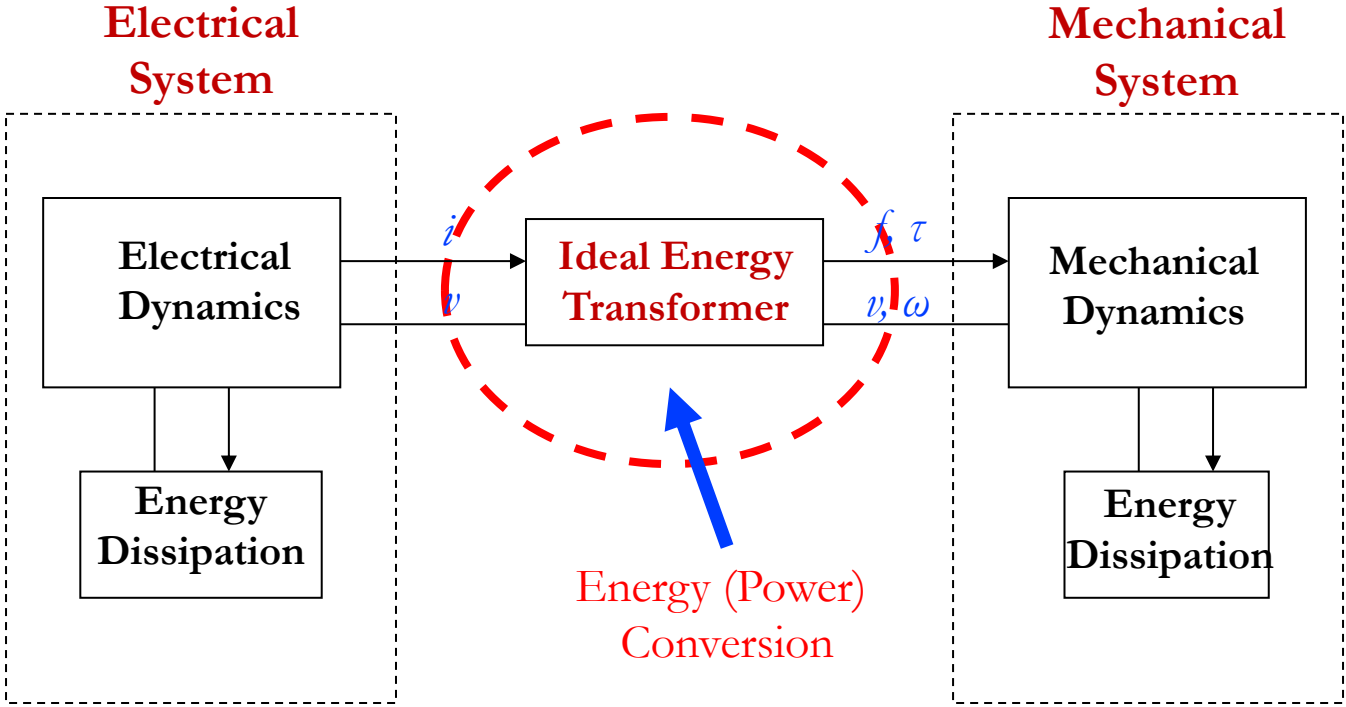 Electrical
System
Mechanical
System
Electrical
Dynamics
i
v
Ideal Energy
Transformer
f, τ
v, ω
Mechanical
Dynamics
Energy
Dissipation
Energy
Dissipation
Energy (Power)
Conversion